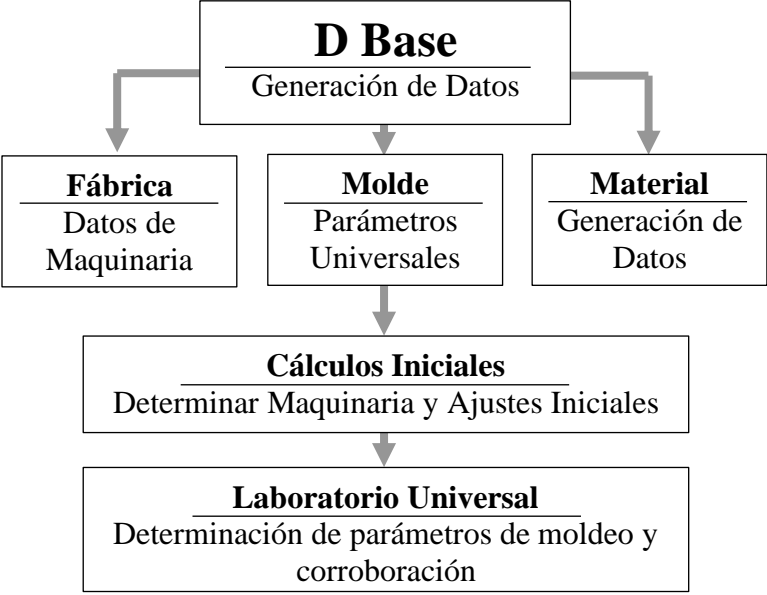 D Base
Generación de Datos
Fábrica
Datos de
Maquinaria
Molde
Parámetros
Universales
Material
Generación de
Datos
Cálculos Iniciales
Determinar Maquinaria y Ajustes Iniciales
Laboratorio Universal
Determinación de parámetros de moldeo y
corroboración